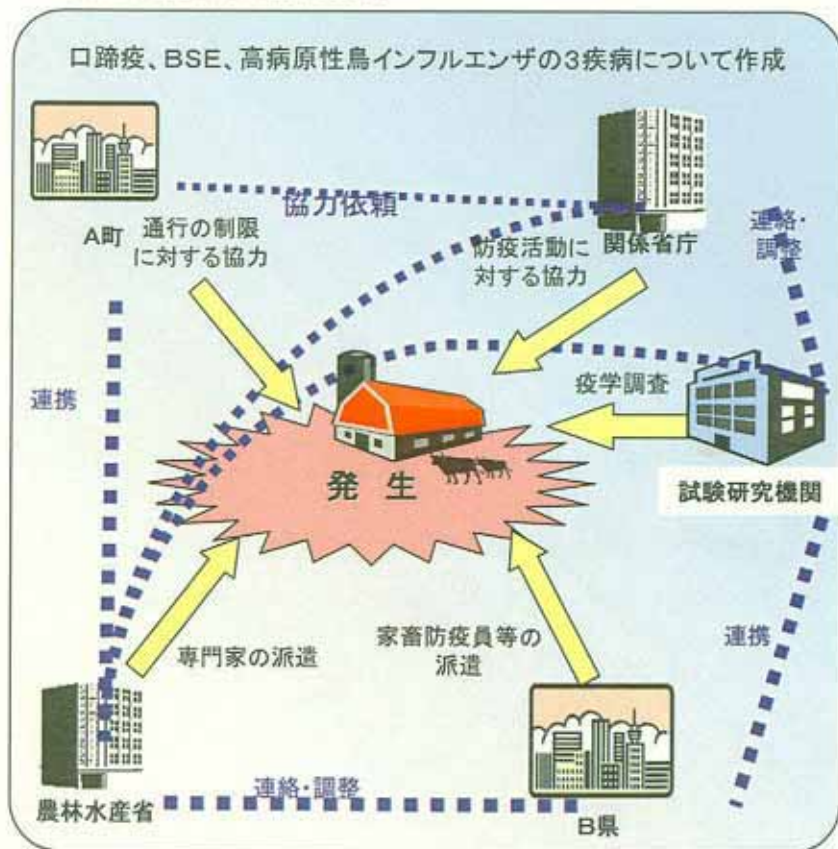 口蹄疫、BSE、高病原性鳥インフルエンザの3疾病について作成
協力依頼
A町
通行の制限
に対する協力
防疫活動に
対する協力
関係省庁
連絡・
調整
連携
疫学調査
発生
試験研究機関
専門家の派遣
家畜防疫員等の
派遣
連携
農林水産省
連絡・調整
B県